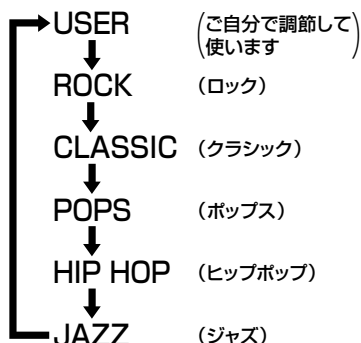 USER (ご自分で調節して
使います)
ROCK (ロック)
CLASSIC (クラシック)
POPS (ポップス)
HIP HOP (ヒップポップ)
JAZZ (ジャズ)